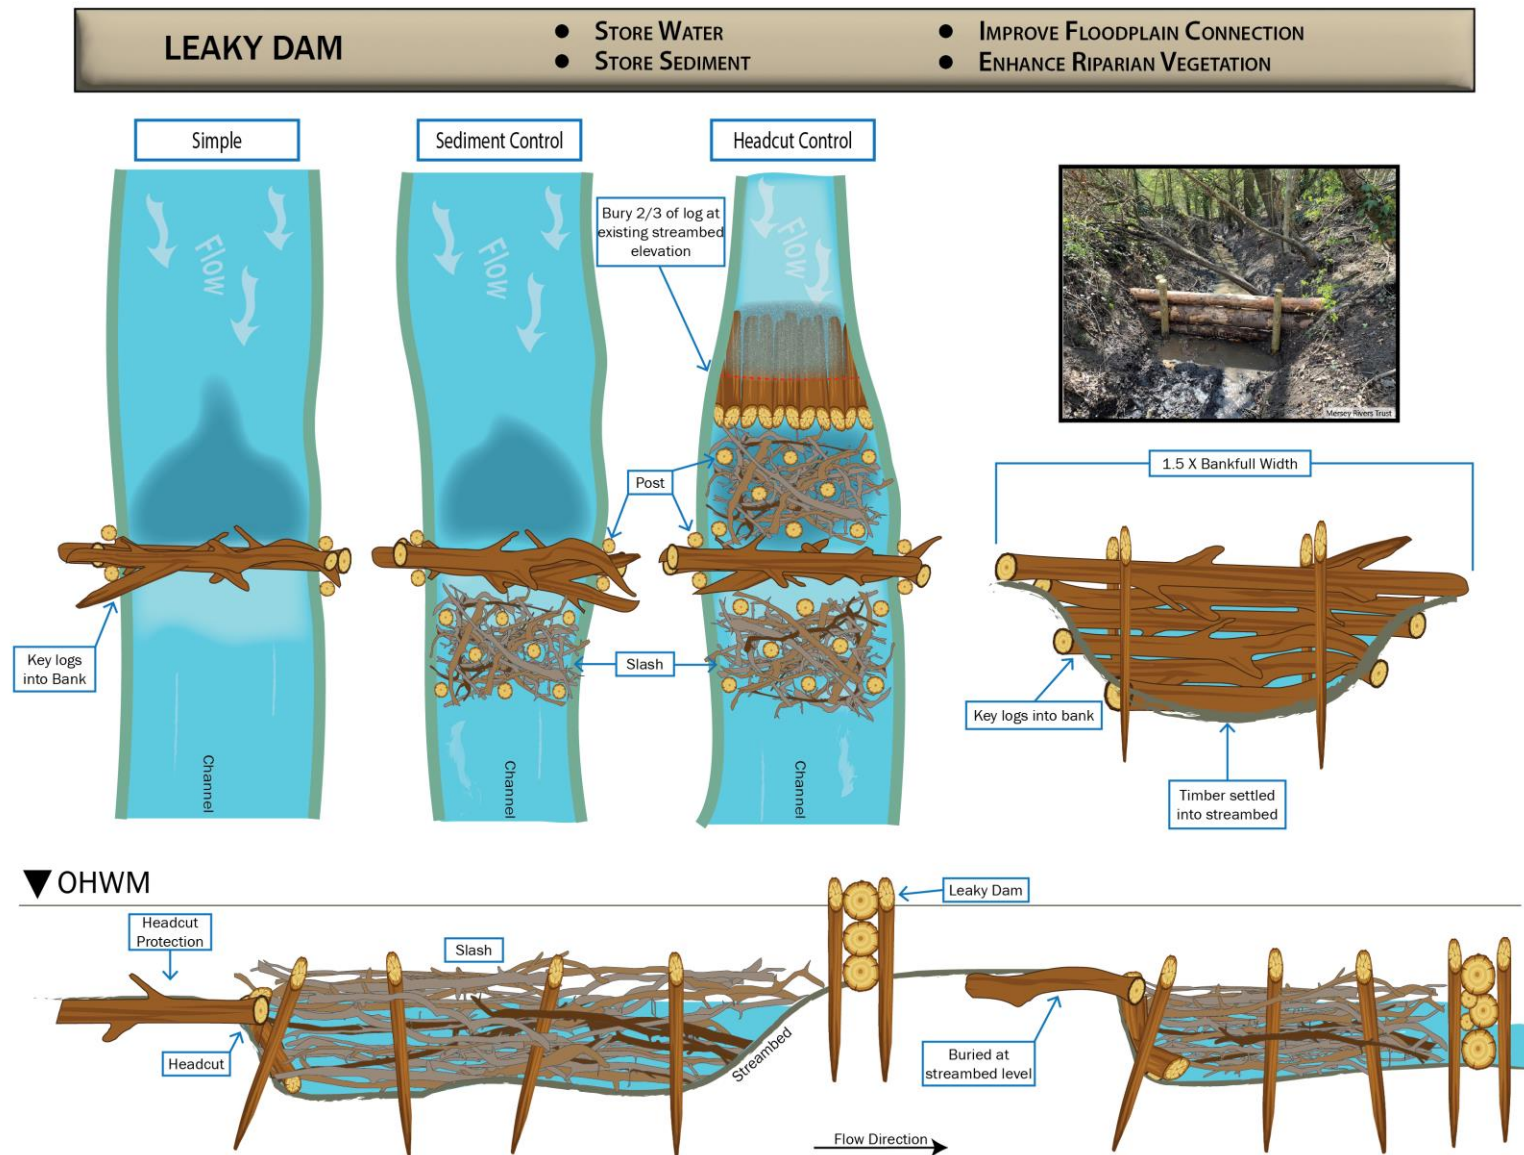 LEAKY DAM
● STORE WATER
● STORE SEDIMENT
● IMPROVE FLOODPLAIN CONNECTION
● ENHANCE RIPARIAN VEGETATION
Simple
Sediment Control
Headcut Control
Flow
Flow
Flow
Bury 2/3 of log at
existing streambed
elevation
Mersey Rivers Trust
1.5 X Bankfull Width
Post
Key logs
into Bank
Slash
Key logs into bank
Timber settled
into streambed
Channel
Channel
Channel
OHWM
Headcut
Protection
Slash
Leaky Dam
Headcut
Streambed
Buried at
streambed level
Flow Direction